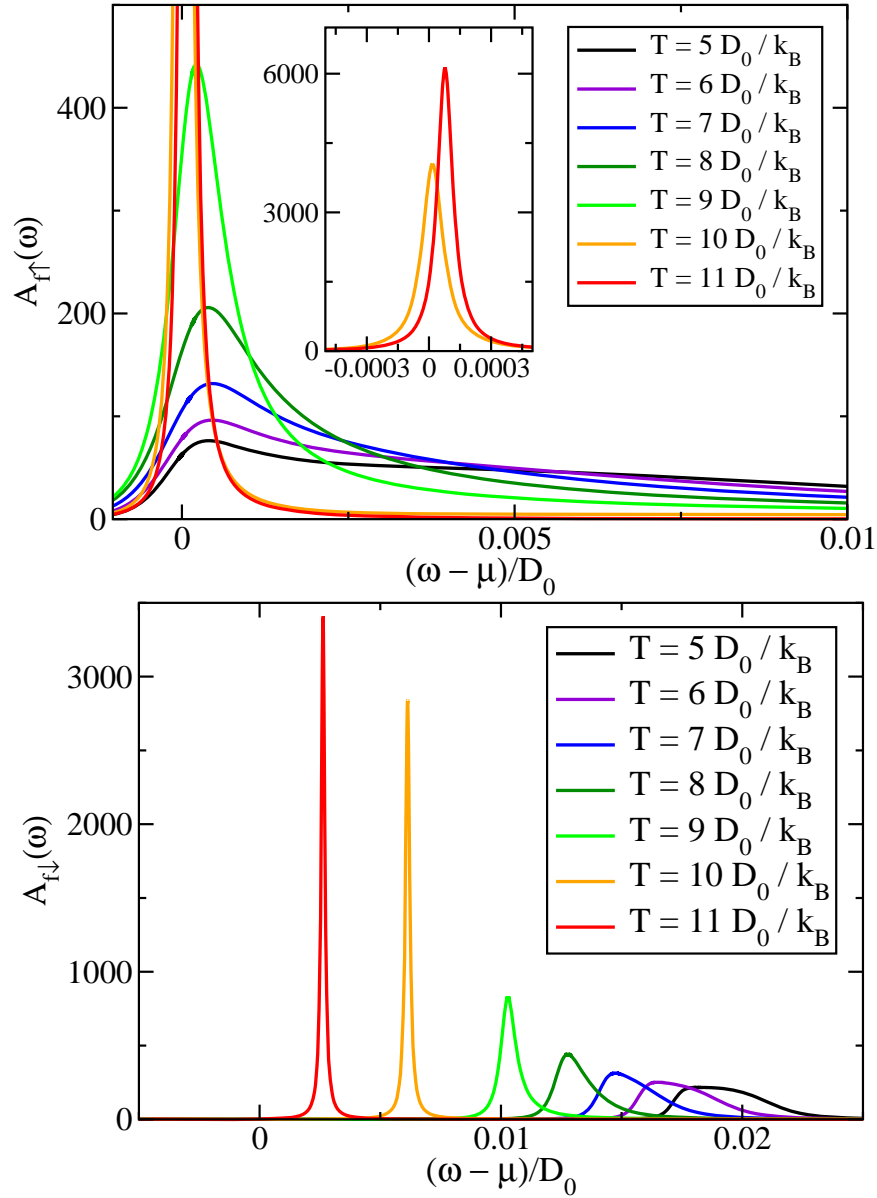 400
200
0
A_{f↑}(ω)
6000
3000
0
-0.0003 0 0.0003
T = 5 D_0 / k_B
T = 6 D_0 / k_B
T = 7 D_0 / k_B
T = 8 D_0 / k_B
T = 9 D_0 / k_B
T = 10 D_0 / k_B
T = 11 D_0 / k_B
0 0.005 0.01
(ω – μ)/D_0
3000
2000
1000
0
A_{f↓}(ω)
T = 5 D_0 / k_B
T = 6 D_0 / k_B
T = 7 D_0 / k_B
T = 8 D_0 / k_B
T = 9 D_0 / k_B
T = 10 D_0 / k_B
T = 11 D_0 / k_B
0 0.01 0.02
(ω – μ)/D_0